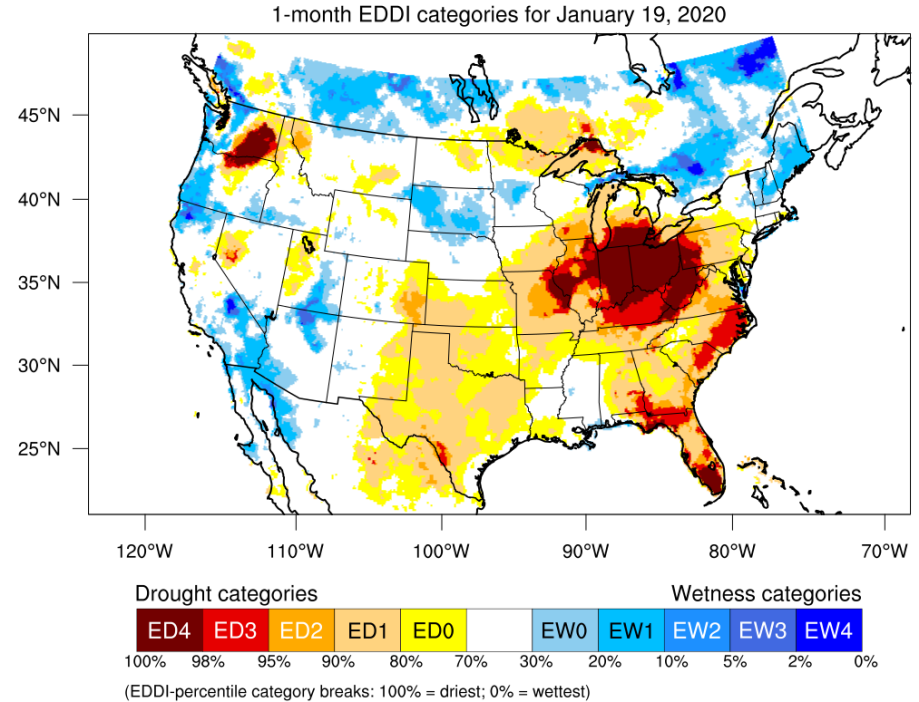 1-month EDDI categories for January 19, 2020
45°N
40°N
35°N
30°N
25°N
120°W 110°W 100°W 90°W 80°W 70°W
Drought categories Wetness categories
ED4 ED3 ED2 ED1 ED0 EW0 EW1 EW2 EW3 EW4
100% 98% 95% 90% 80% 70% 30% 20% 10% 5% 2% 0%
(EDDI-percentile category breaks: 100% = driest; 0% = wettest)